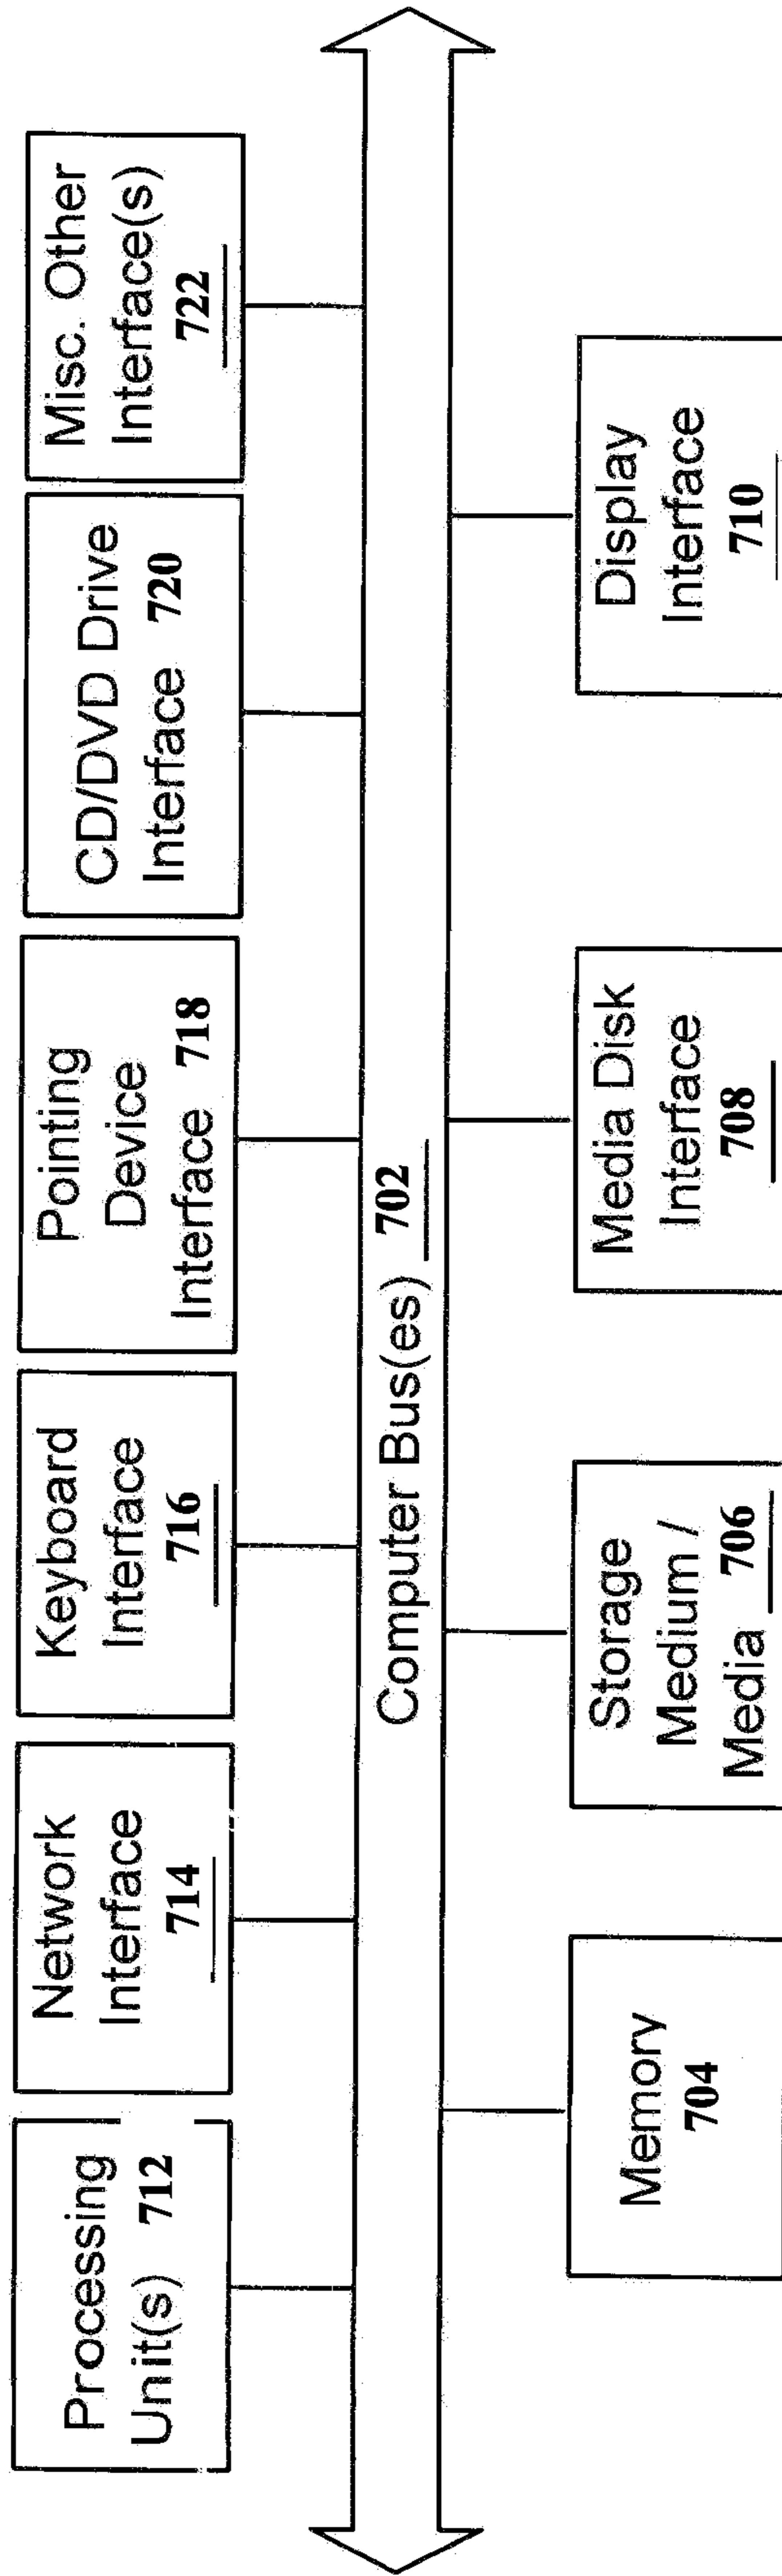 Processing
Unit(s) 712
Network
Interface
714
Keyboard
Interface
716
Pointing
Device
Interface 718
CD/DVD Drive
Interface 720
Misc. Other
Interface(s)
722
Computer Bus(es) 702
Memory
704
Storage
Medium /
Media 706
Media Disk
Interface
708
Display
Interface
710